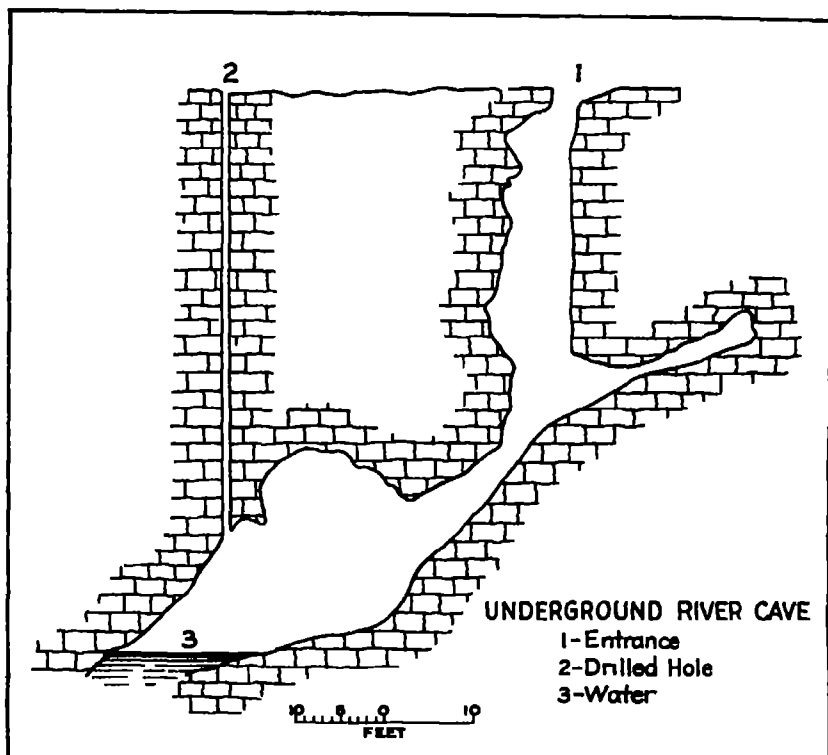 2
1
3
UNDERGROUND RIVER CAVE
1-Entrance
2-Drilled Hole
3-Water
10 5 0 10
FEET